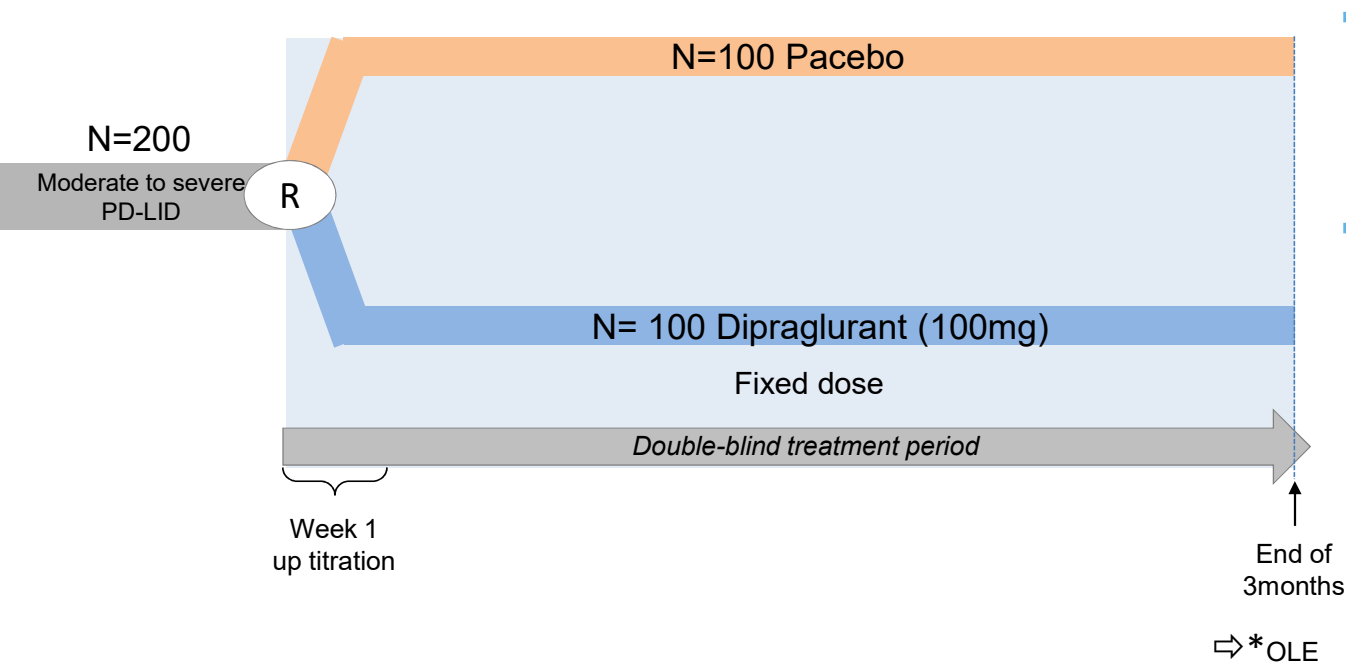 N=100 Pacebo
N=200
Moderate to severe
PD-LID
R
N= 100 Dipraglurant (100mg)
Fixed dose
Double-blind treatment period
Week 1
up titration
End of
3months
⇨*OLE